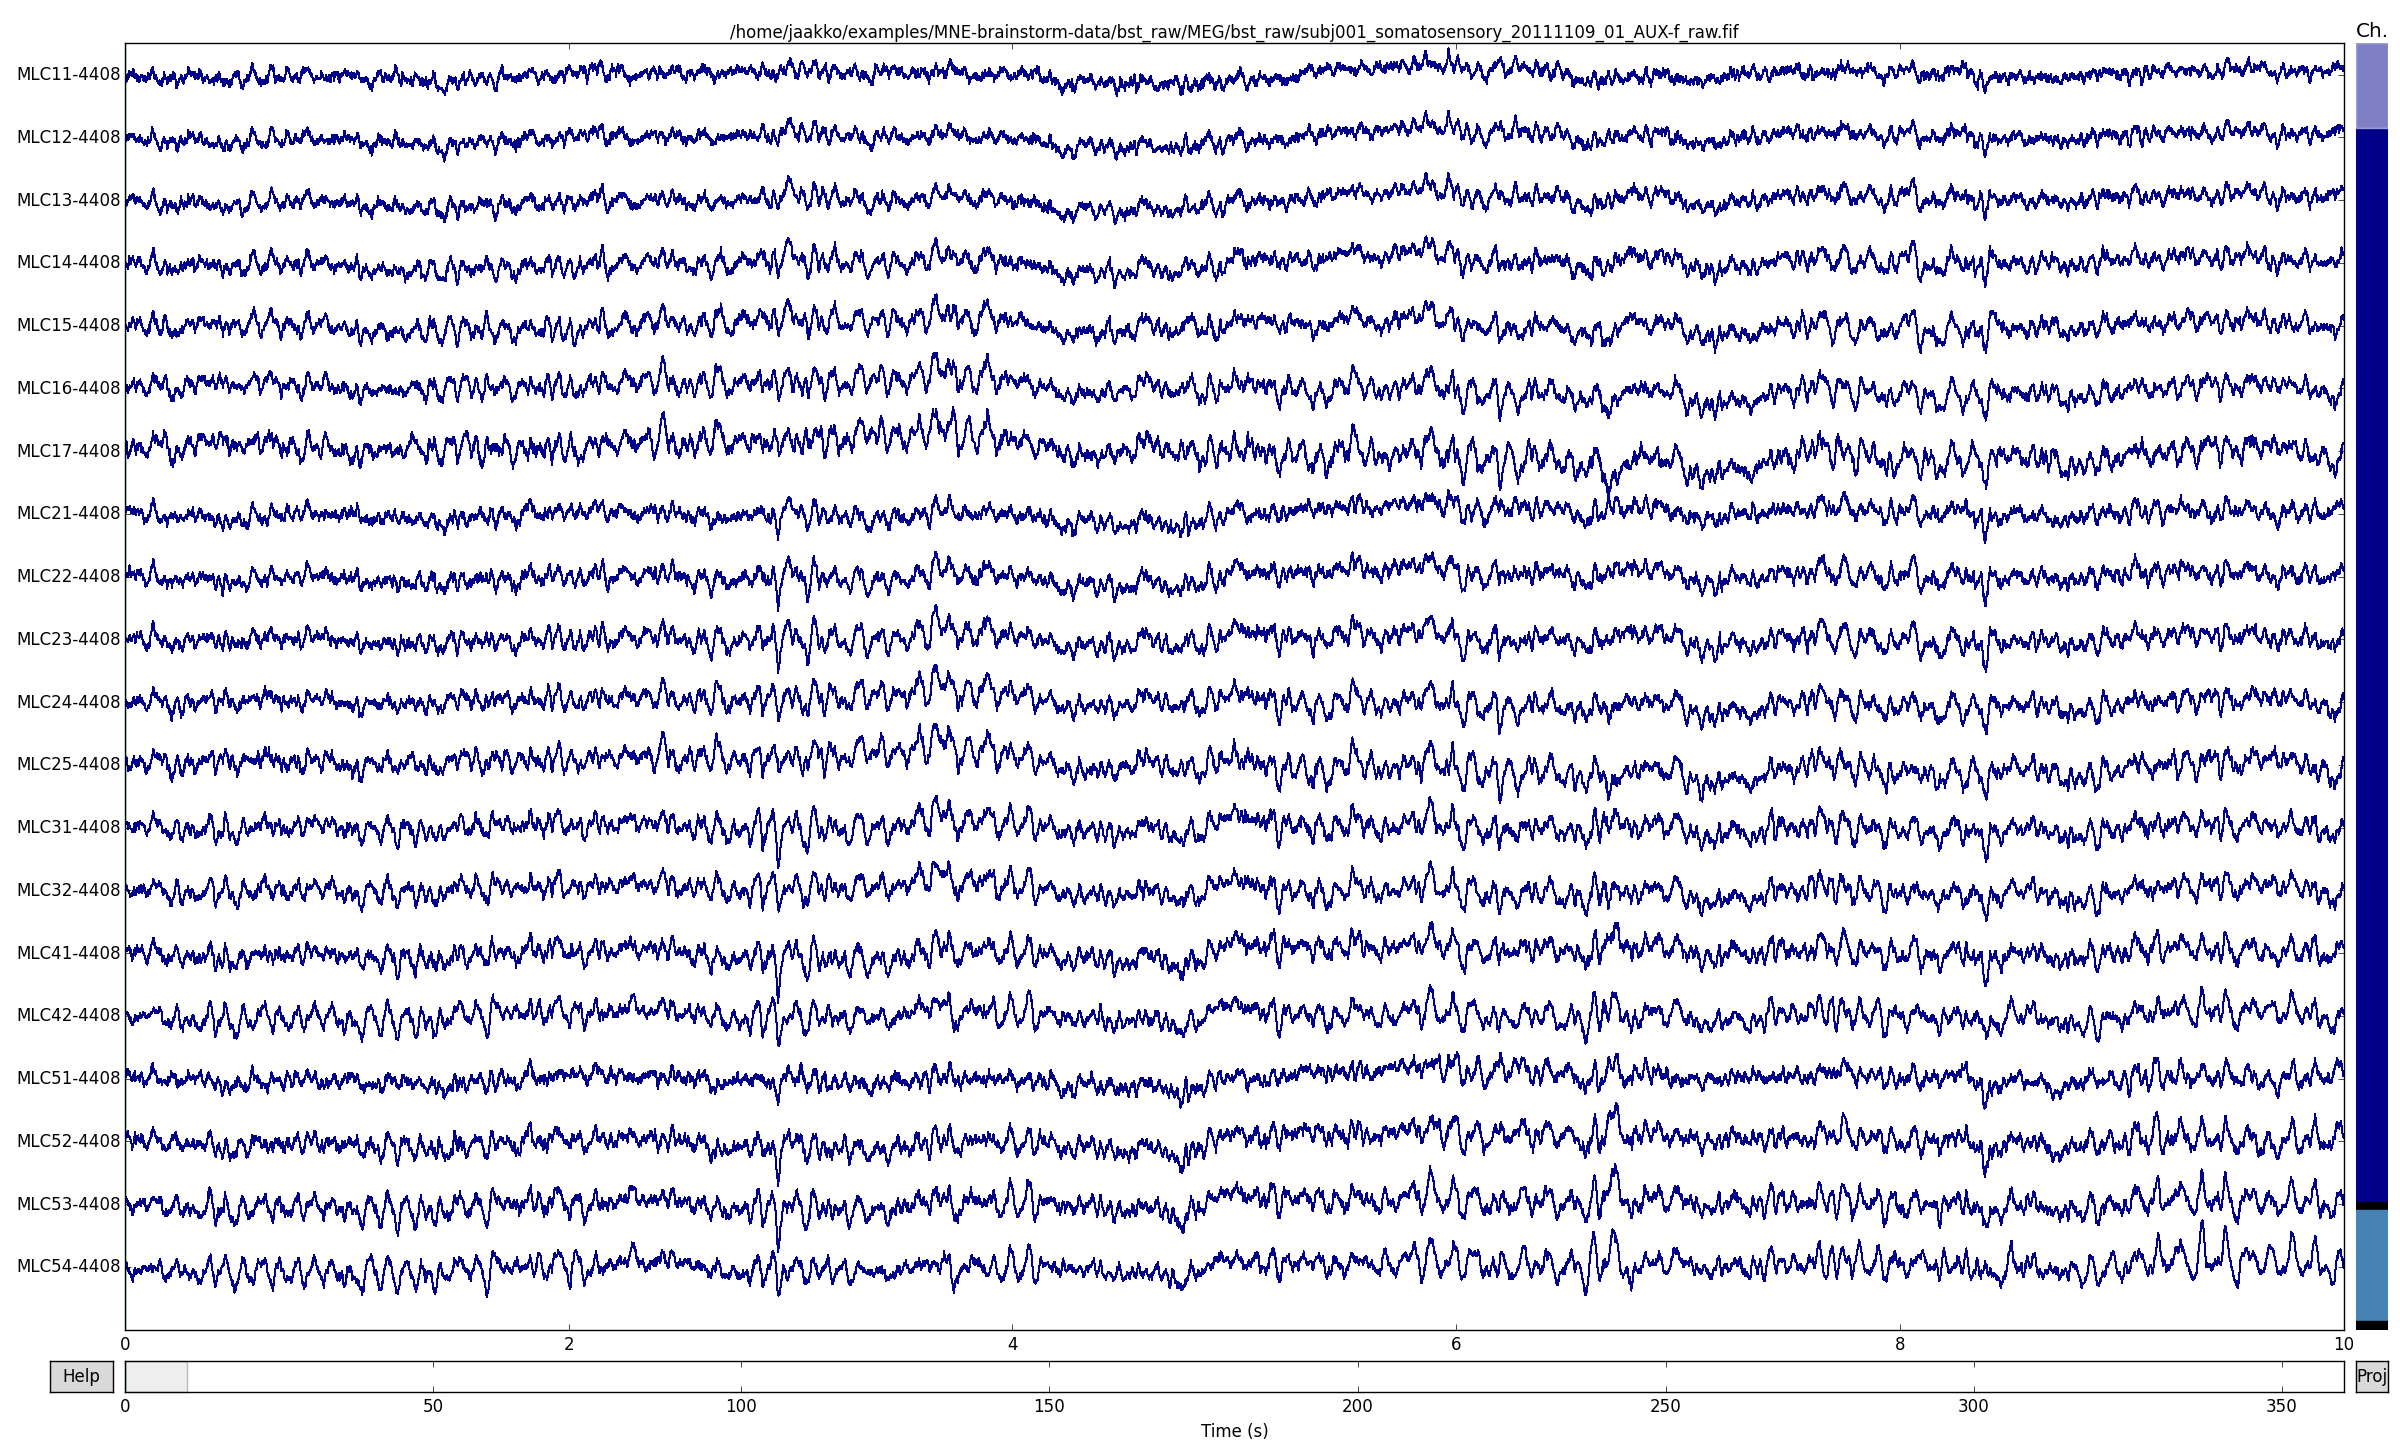 /home/jaakko/examples/MNE-brainstorm-data/bst_raw/MEG/bst_raw/subj001_somatosensory_20111109_01_AUX-f_raw.fif
Ch.
MLC11-4408
MLC12-4408
MLC13-4408
MLC14-4408
MLC15-4408
MLC16-4408
MLC17-4408
MLC21-4408
MLC22-4408
MLC23-4408
MLC24-4408
MLC25-4408
MLC31-4408
MLC32-4408
MLC41-4408
MLC42-4408
MLC51-4408
MLC52-4408
MLC53-4408
MLC54-4408
0 2 4 6 8 10
Help Proj
0 50 100 150 200 250 300 350
Time (s)